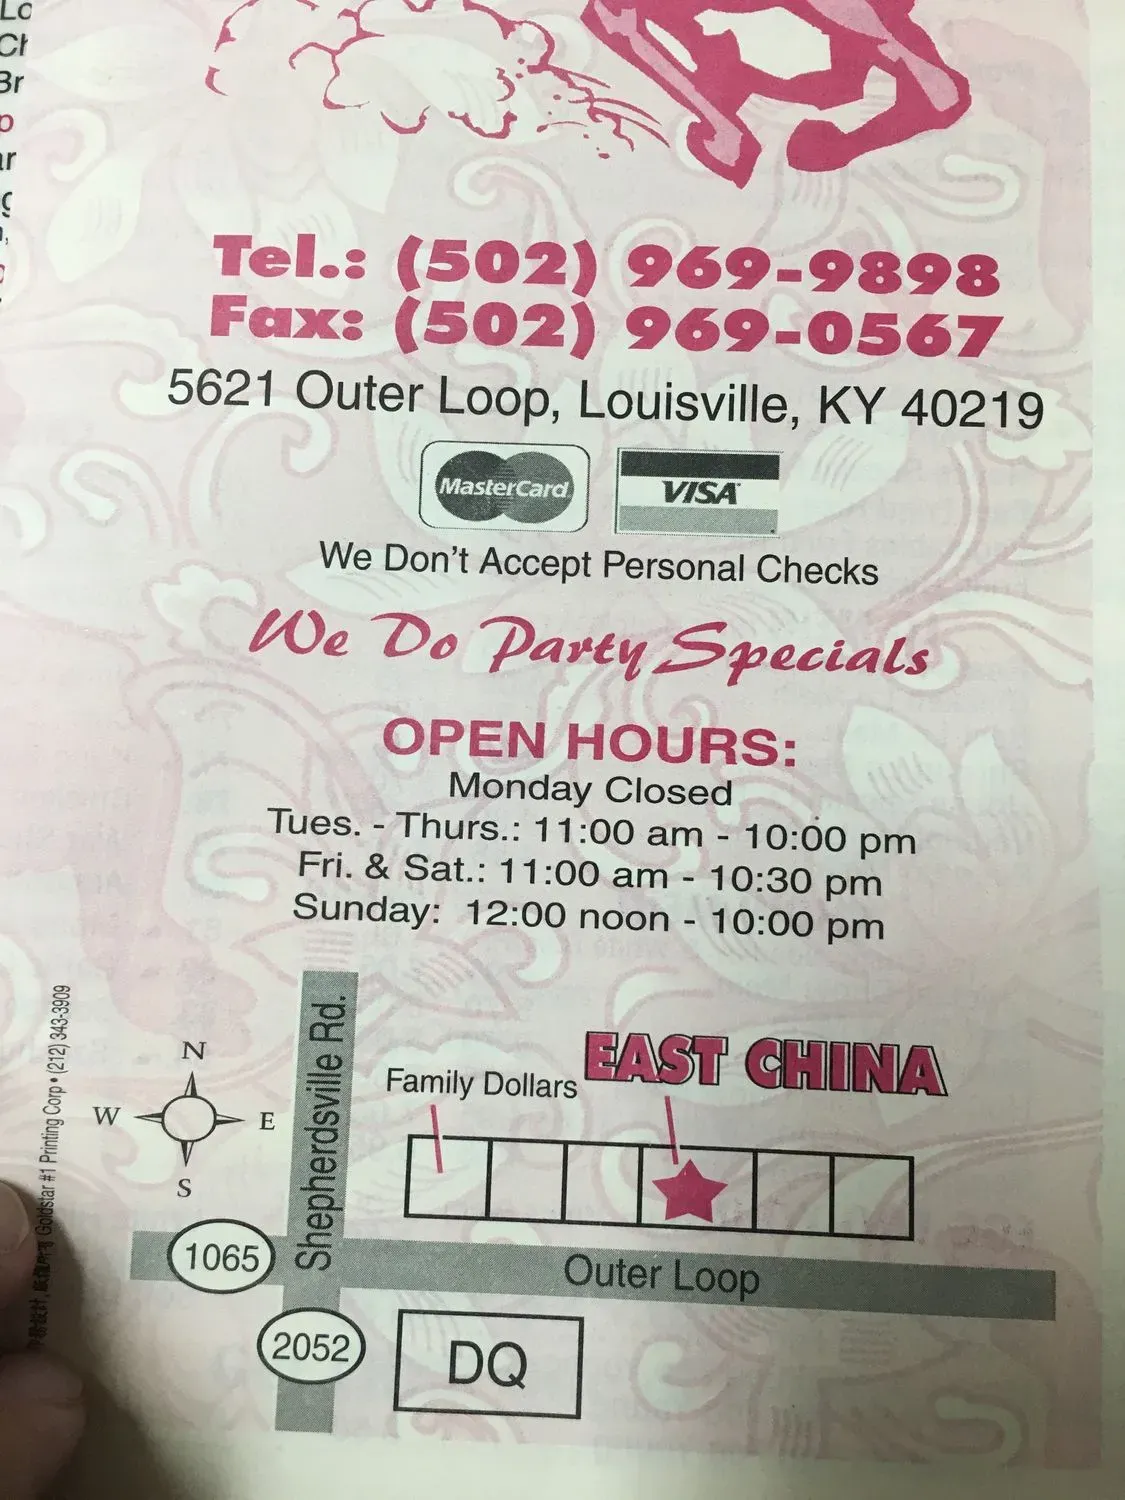 Lo
Ch
Br
Tel.: (502) 969-9898
Fax: (502) 969-0567
5621 Outer Loop, Louisville, KY 40219
MasterCard
VISA
We Don't Accept Personal Checks
We Do Party Specials
OPEN HOURS:
Monday Closed
Tues. - Thurs.: 11:00 am - 10:00 pm
Fri. & Sat.: 11:00 am - 10:30 pm
Sunday: 12:00 noon - 10:00 pm
EAST CHINA
Family Dollars
N
W
E
S
Shepherdsville Rd.
1065
Outer Loop
2052
DQ
Goldstar #1 Printing Corp • (212) 343-3909